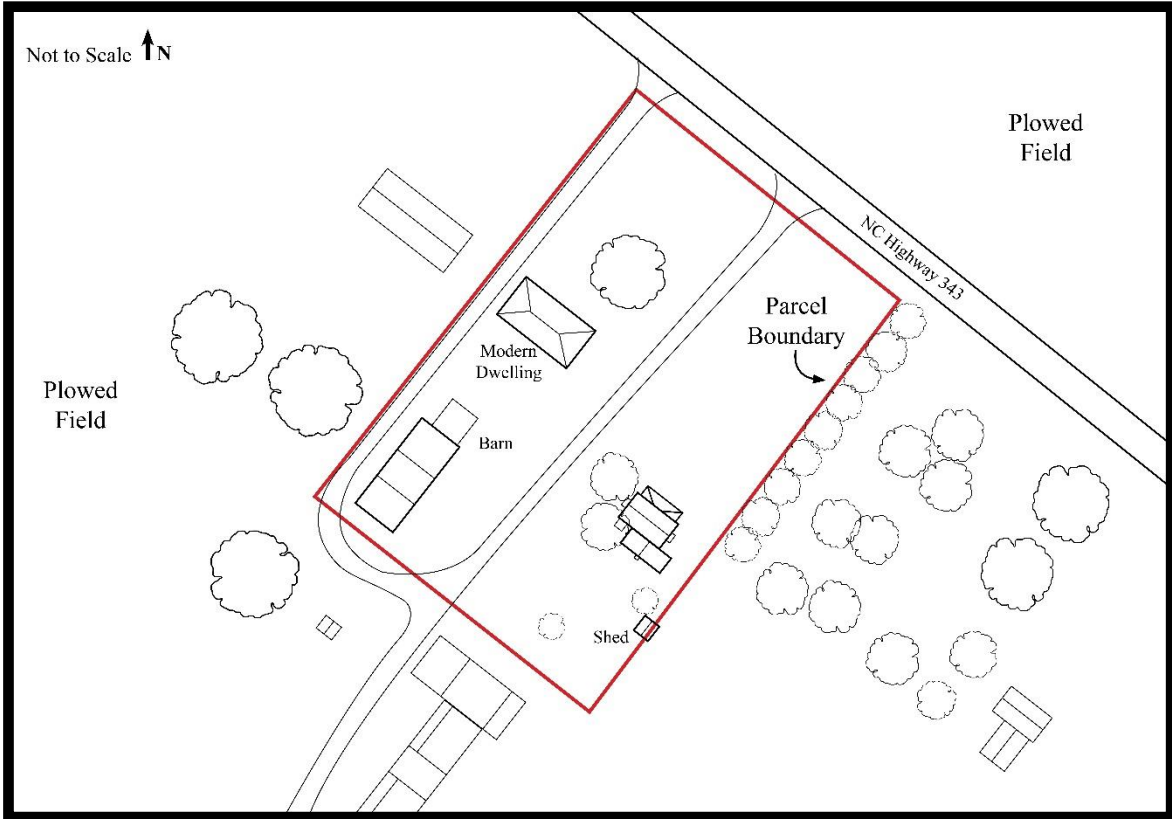 Not to Scale N
Plowed
Field
NC Highway 343
Parcel
Boundary
Modern
Dwelling
Plowed
Field
Barn
Shed